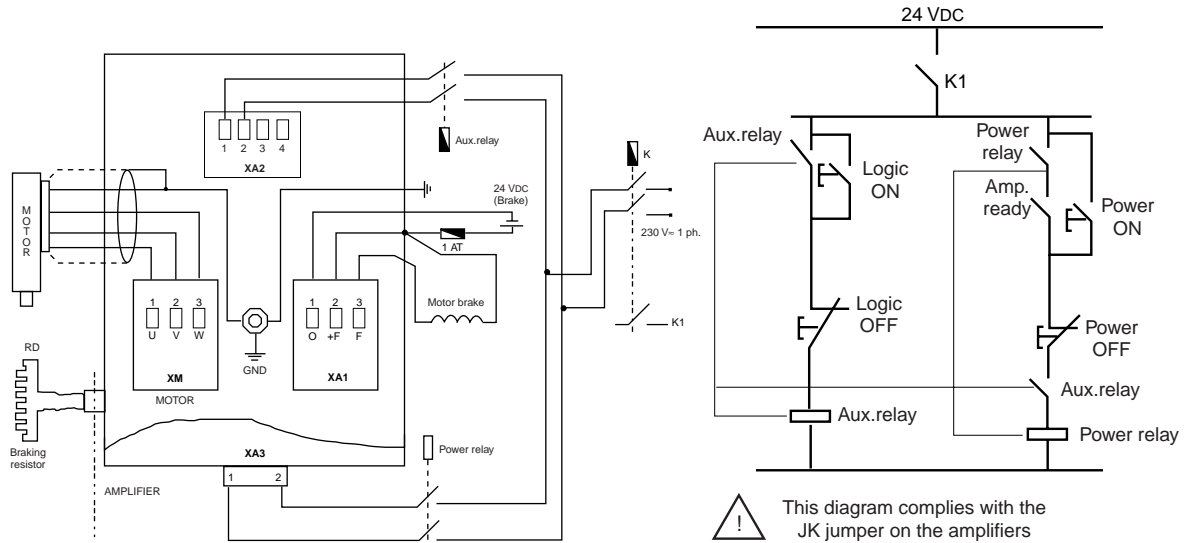 Aux.relay
1 2 3 4
XA2
K
24 VDC
(Brake)
230 V≈ 1 ph.
1 AT
MOTOR
1 2 3
U V W
XM
MOTOR
GND
1 2 3
O +F F
XA1
Motor brake
K1
RD
Braking
resistor
AMPLIFIER
XA3
1 2
Power relay
24 VDC
K1
Aux.relay
Logic
ON
Power
relay
Amp.
ready
Power
ON
Logic
OFF
Power
OFF
Aux.relay
Aux.relay
Power relay
!
This diagram complies with the
JK jumper on the amplifiers